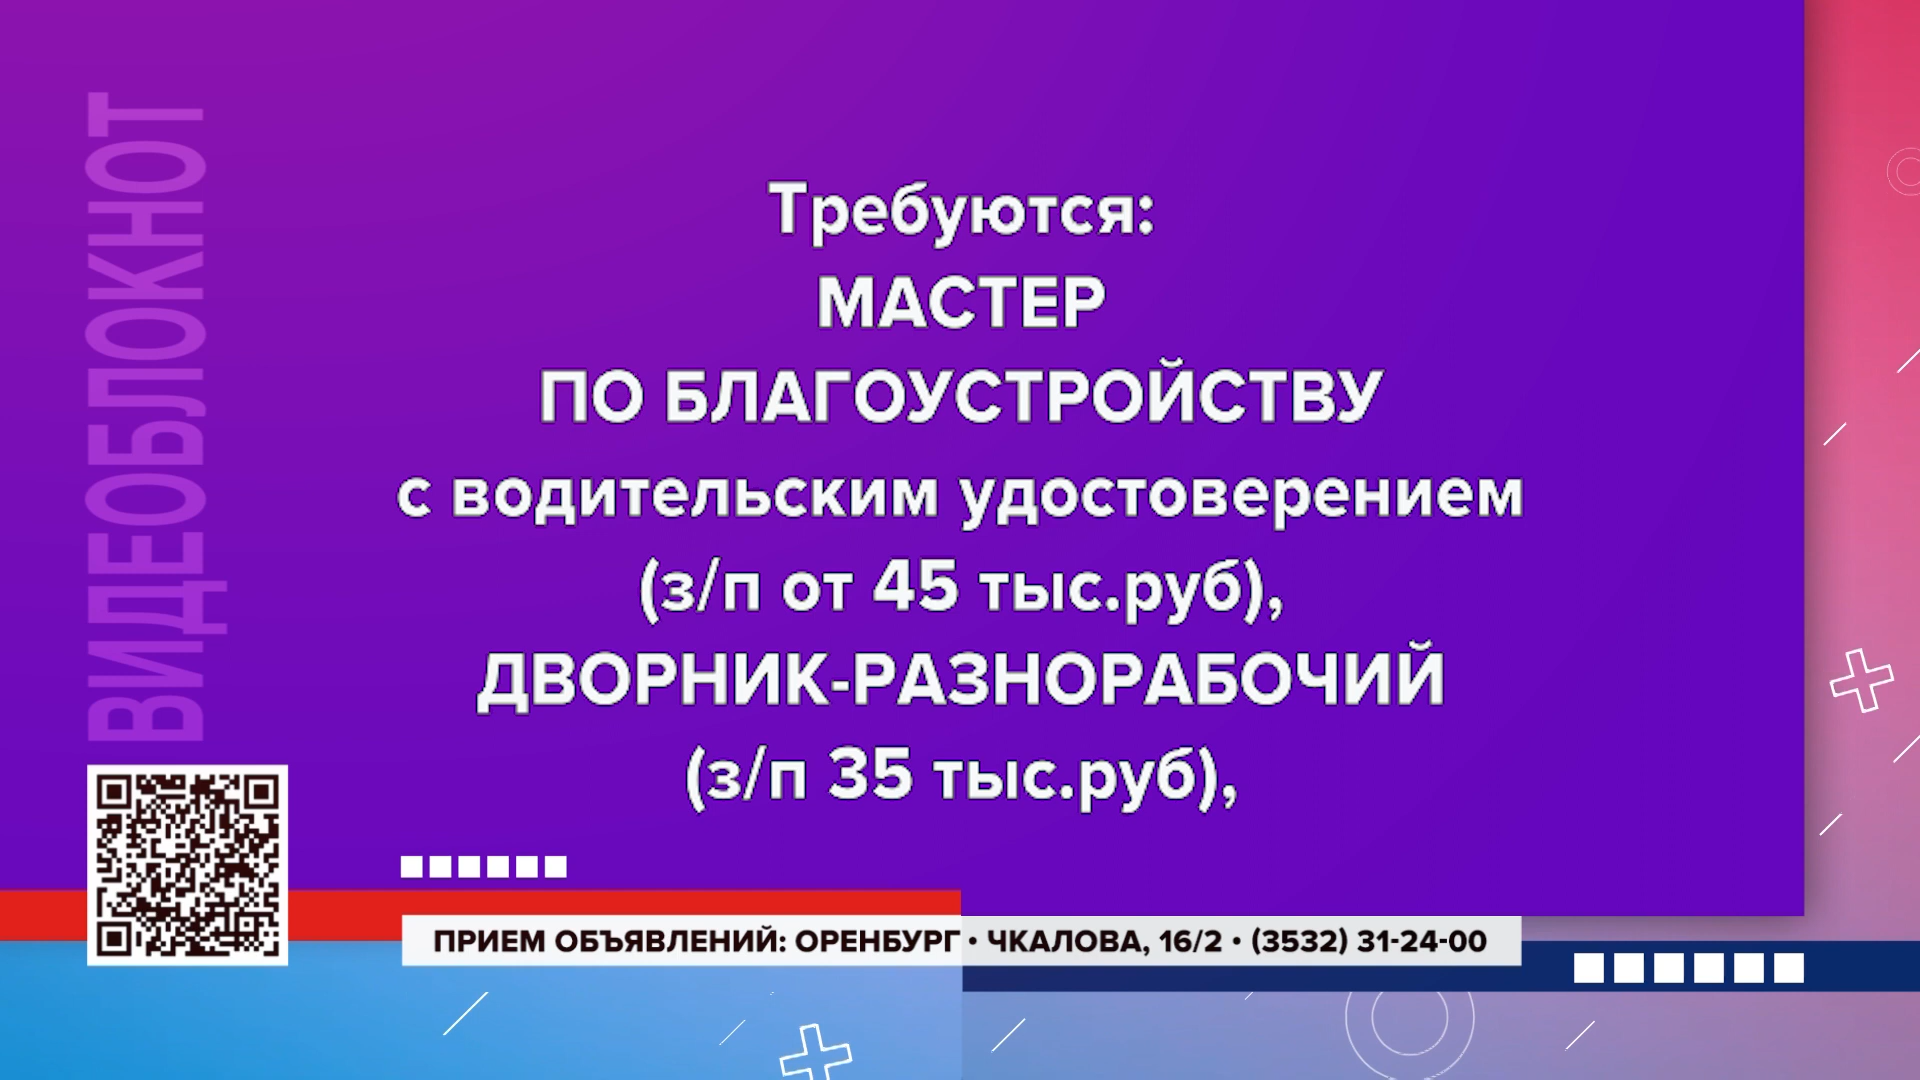 ВИДЕОБЛОКНОТ
Требуются:
МАСТЕР
ПО БЛАГОУСТРОЙСТВУ
с водительским удостоверением
(з/п от 45 тыс.руб),
ДВОРНИК-РАЗНОРАБОЧИЙ
(з/п 35 тыс.руб),
ПРИЕМ ОБЪЯВЛЕНИЙ: ОРЕНБУРГ • ЧКАЛОВА, 16/2 • (3532) 31-24-00